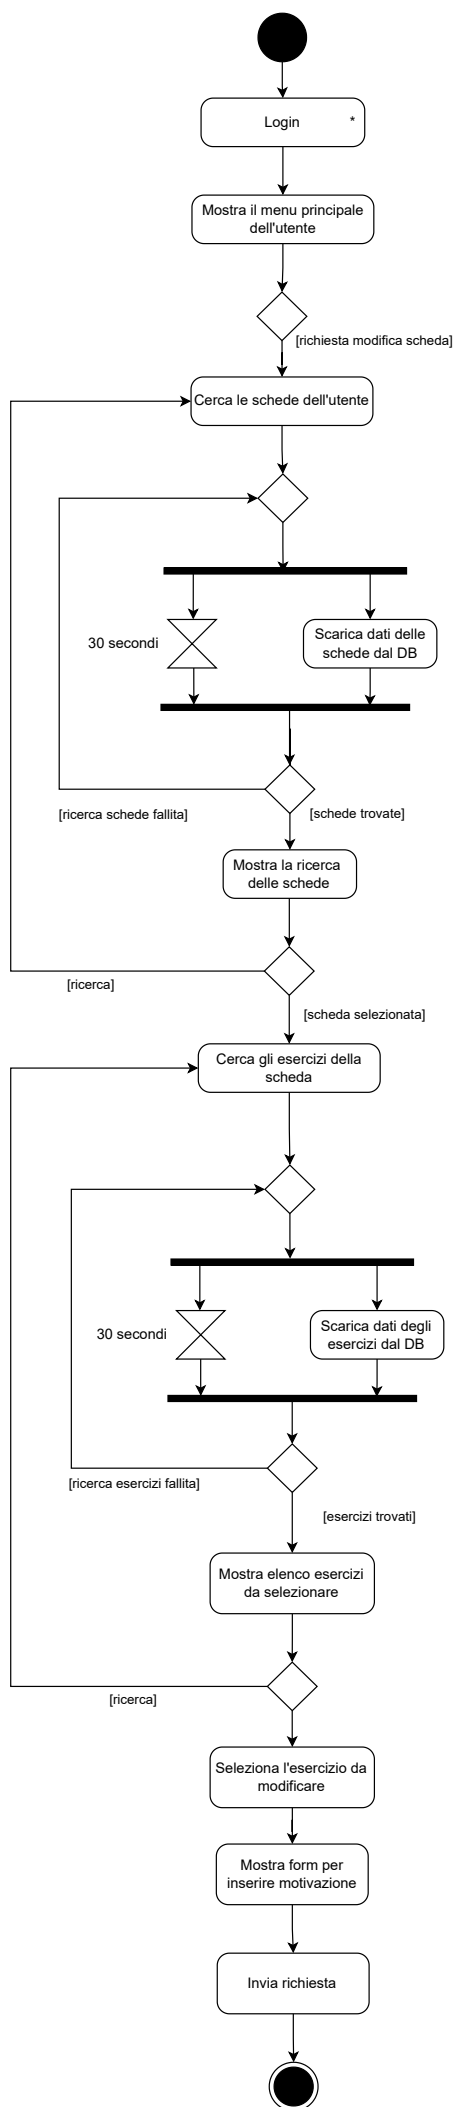 Login *
Mostra il menu principale
dell'utente
[richiesta modifica scheda]
Cerca le schede dell'utente
30 secondi
Scarica dati delle
schede dal DB
[ricerca schede fallita]
[schede trovate]
Mostra la ricerca
delle schede
[ricerca]
[scheda selezionata]
Cerca gli esercizi della
scheda
30 secondi
Scarica dati degli
esercizi dal DB
[ricerca esercizi fallita]
[esercizi trovati]
Mostra elenco esercizi
da selezionare
[ricerca]
Seleziona l'esercizio da
modificare
Mostra form per
inserire motivazione
Invia richiesta